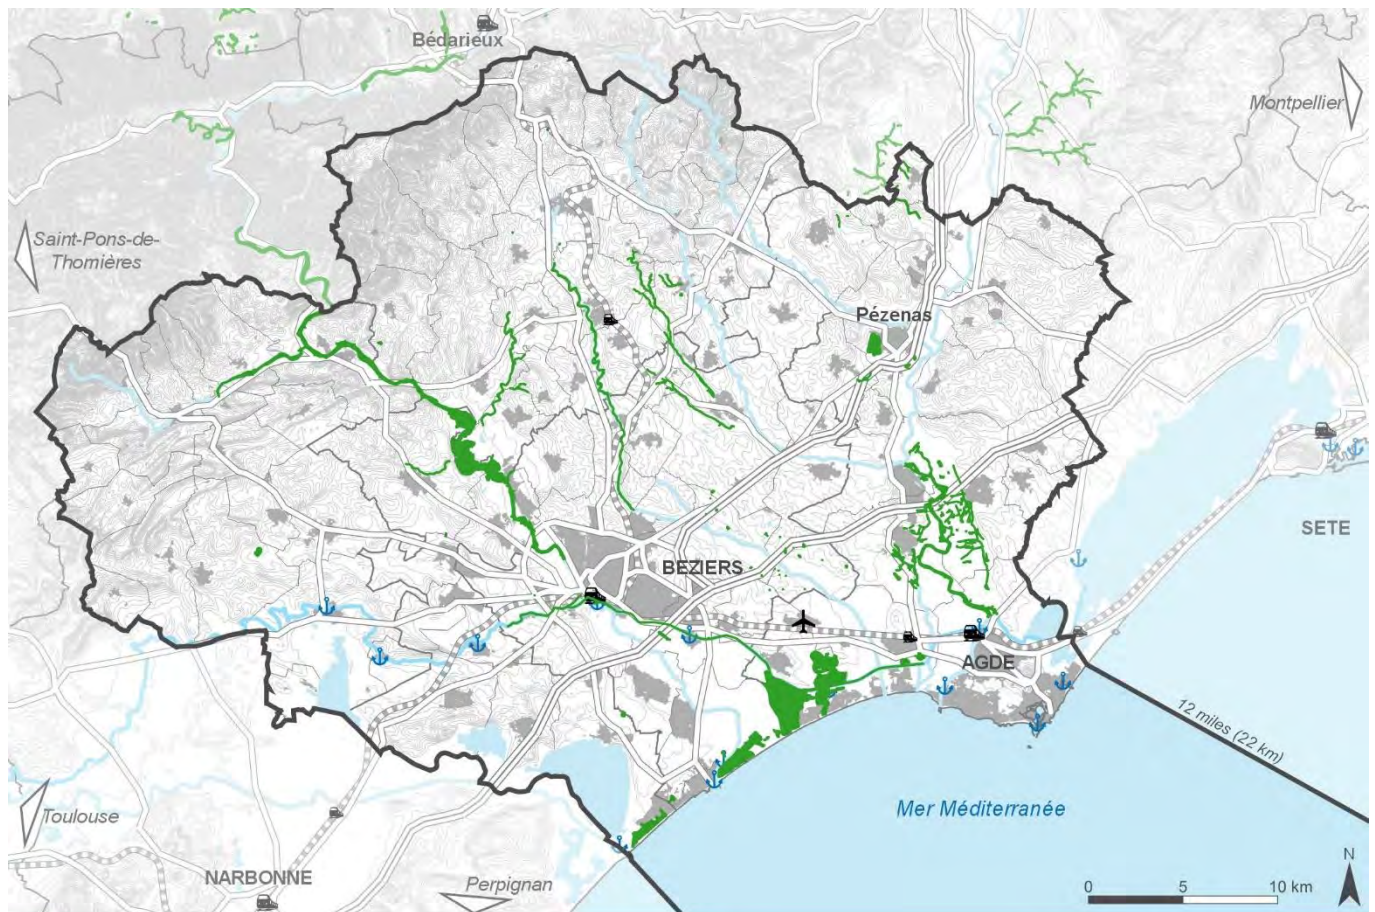 Bédarieux
Montpellier
Saint-Pons-de-
Thomières
Pézenas
SETE
BEZIERS
AGDE
12 miles (22 km)
Mer Méditerranée
Toulouse
NARBONNE
Perpignan
N
0 5 10 km